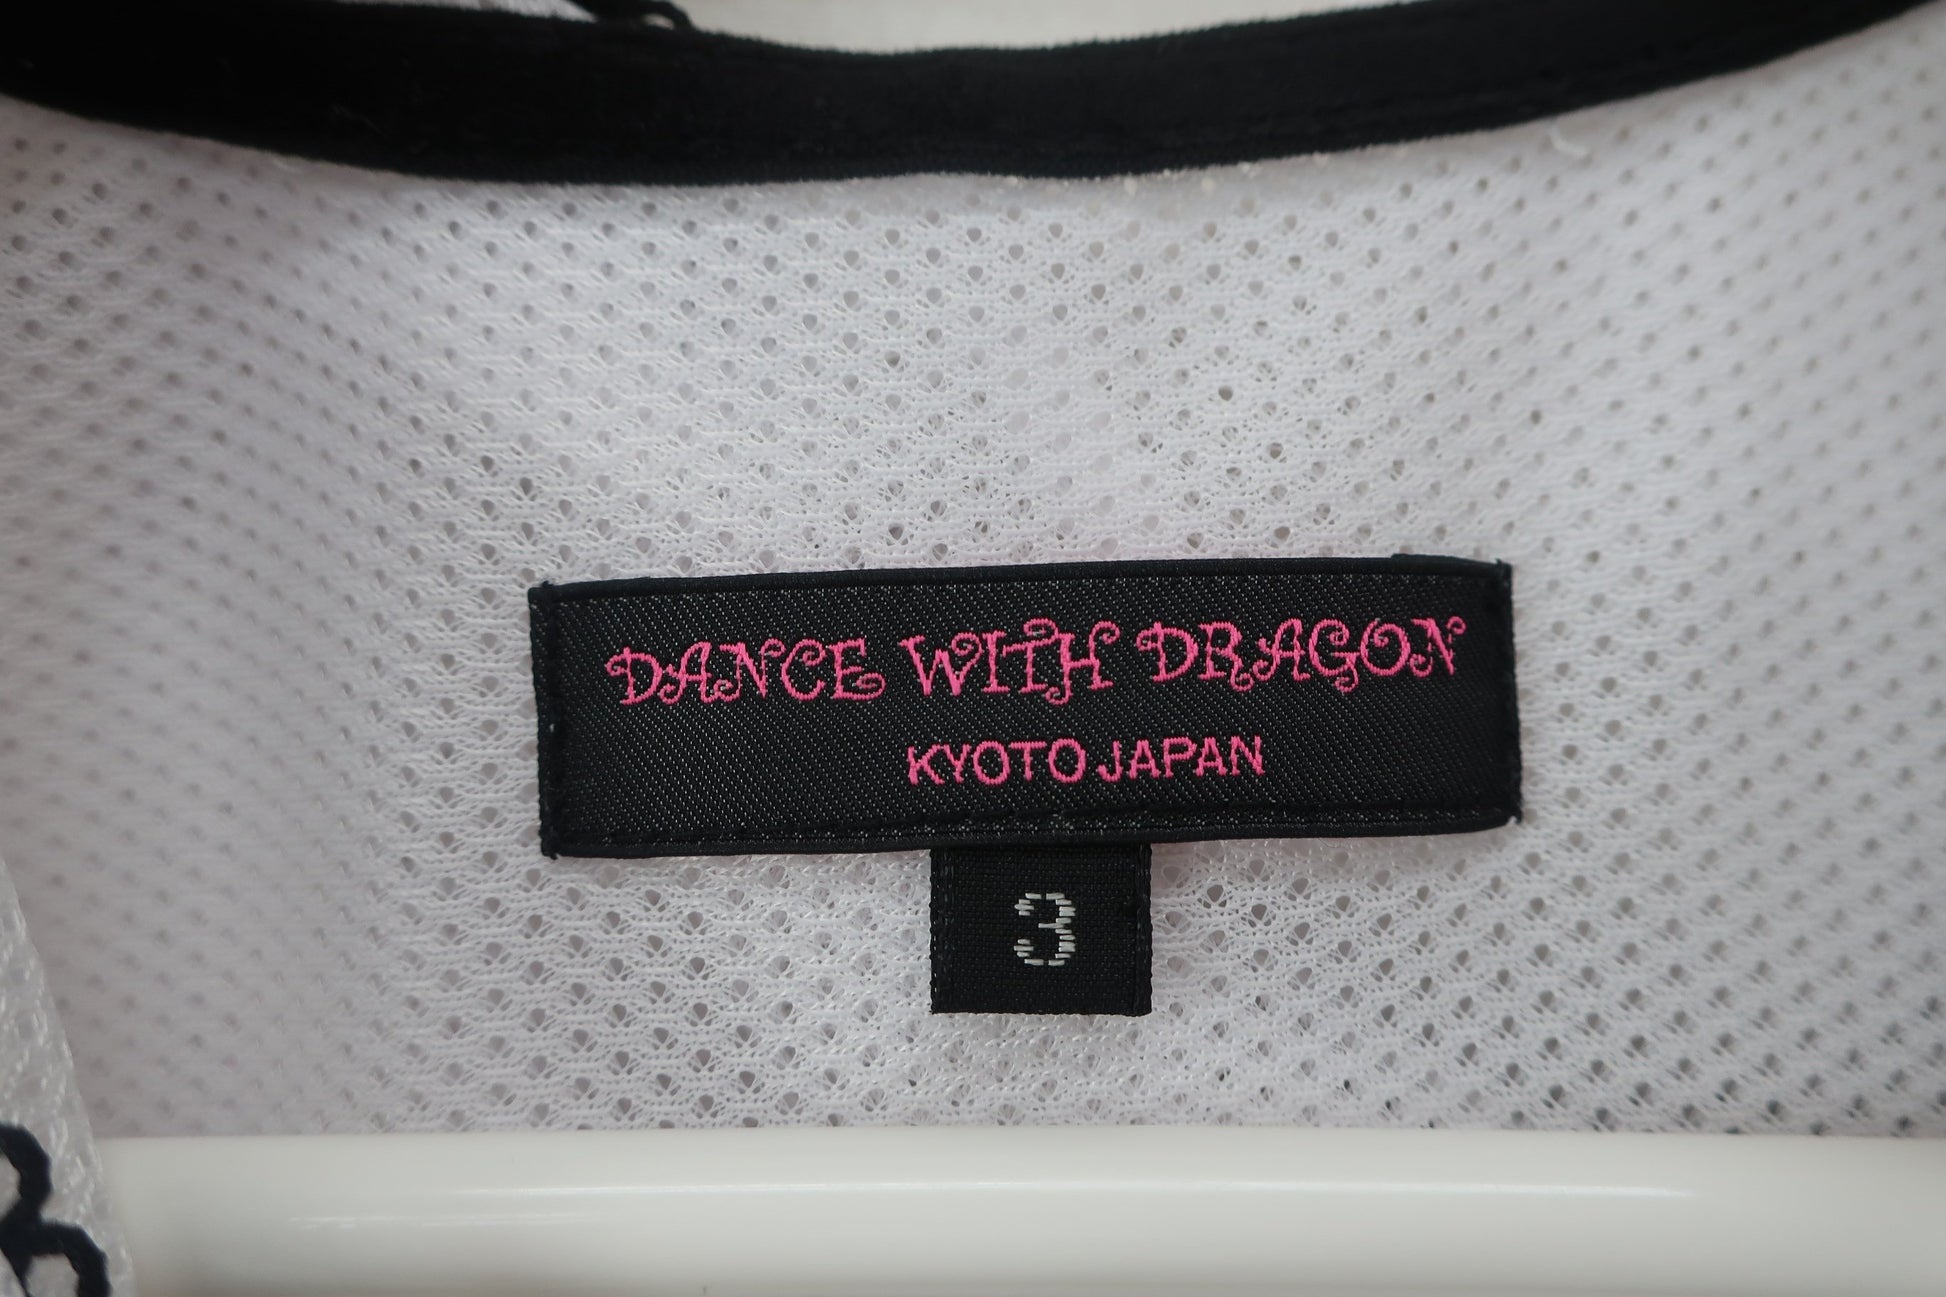 DANCE WITH DRAGON
KYOTO JAPAN
3